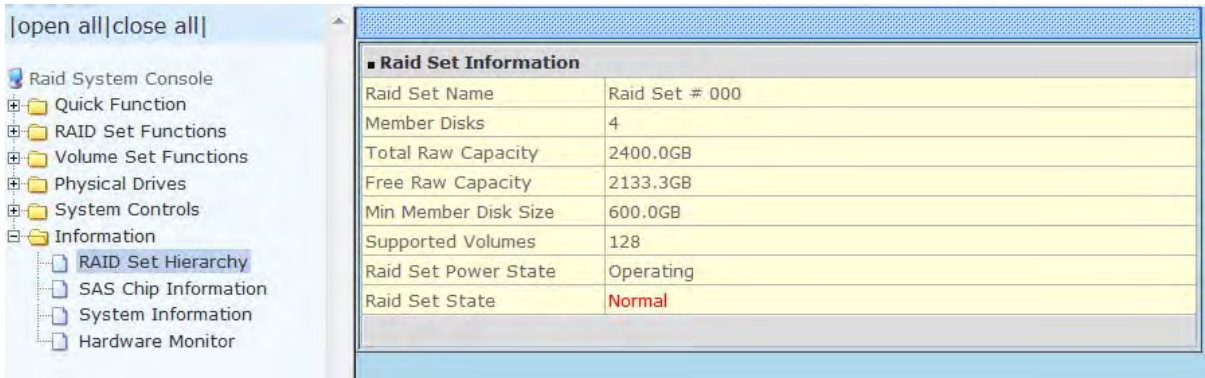 |open all|close all|
Raid System Console
Quick Function
RAID Set Functions
Volume Set Functions
Physical Drives
System Controls
Information
RAID Set Hierarchy
SAS Chip Information
System Information
Hardware Monitor
Raid Set Information
Raid Set Name Raid Set # 000
Member Disks 4
Total Raw Capacity 2400.0GB
Free Raw Capacity 2133.3GB
Min Member Disk Size 600.0GB
Supported Volumes 128
Raid Set Power State Operating
Raid Set State Normal